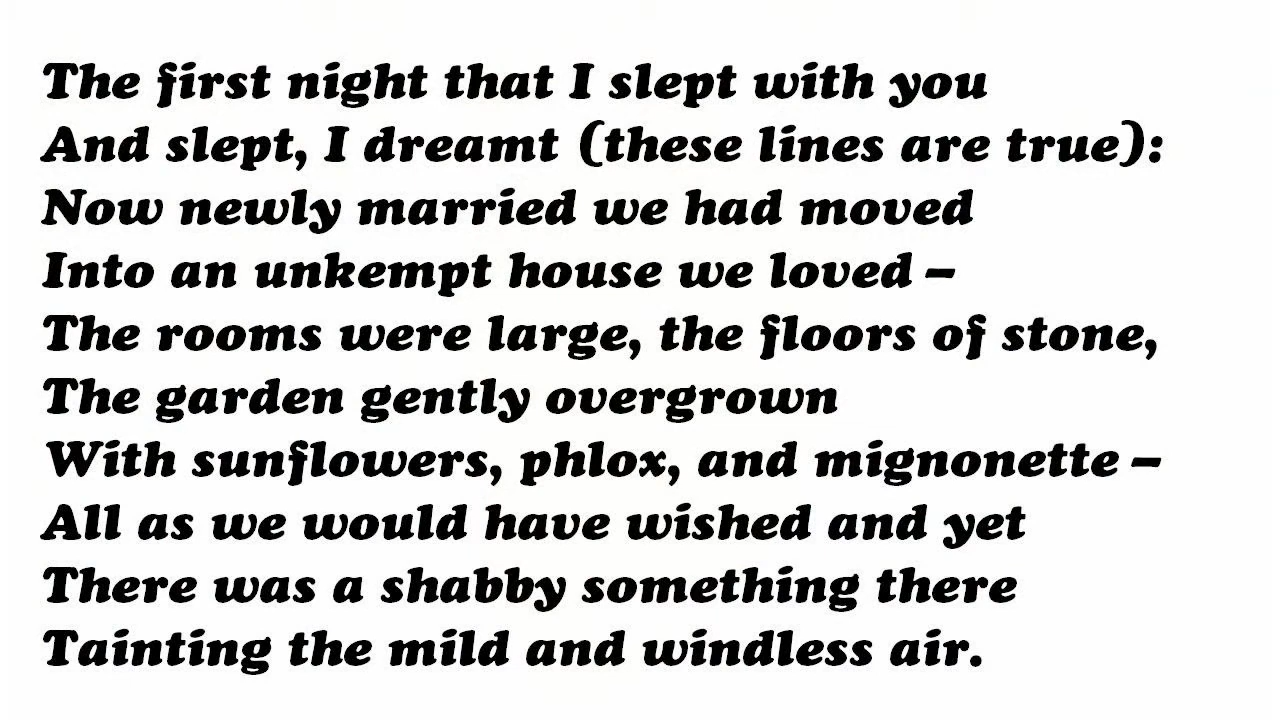 The first night that I slept with you
And slept, I dreamt (these lines are true):
Now newly married we had moved
Into an unkempt house we loved –
The rooms were large, the floors of stone,
The garden gently overgrown
With sunflowers, phlox, and mignonette –
All as we would have wished and yet
There was a shabby something there
Tainting the mild and windless air.